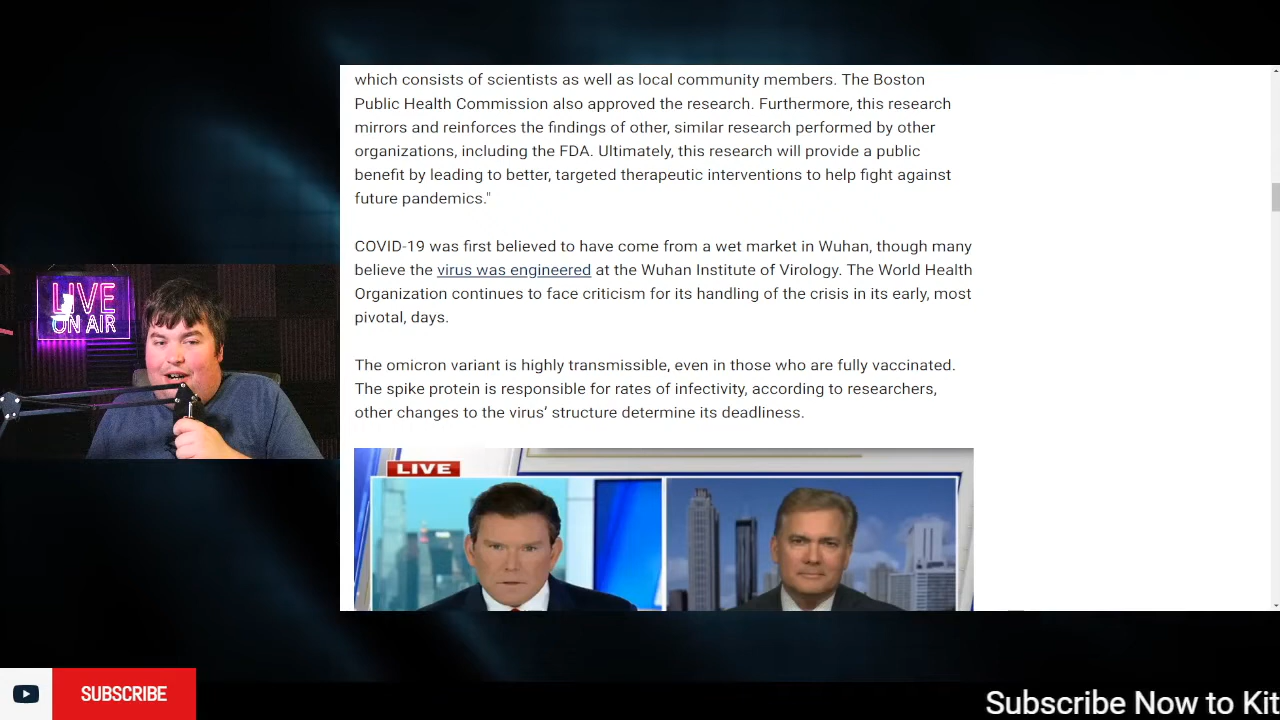 which consists of scientists as well as local community members. The Boston
Public Health Commission also approved the research. Furthermore, this research
mirrors and reinforces the findings of other, similar research performed by other
organizations, including the FDA. Ultimately, this research will provide a public
benefit by leading to better, targeted therapeutic interventions to help fight against
future pandemics."
COVID-19 was first believed to have come from a wet market in Wuhan, though many
believe the virus was engineered at the Wuhan Institute of Virology. The World Health
Organization continues to face criticism for its handling of the crisis in its early, most
pivotal, days.
LIVE
ON AIR
The omicron variant is highly transmissible, even in those who are fully vaccinated.
The spike protein is responsible for rates of infectivity, according to researchers,
other changes to the virus’ structure determine its deadliness.
LIVE
SUBSCRIBE
Subscribe Now to Kit